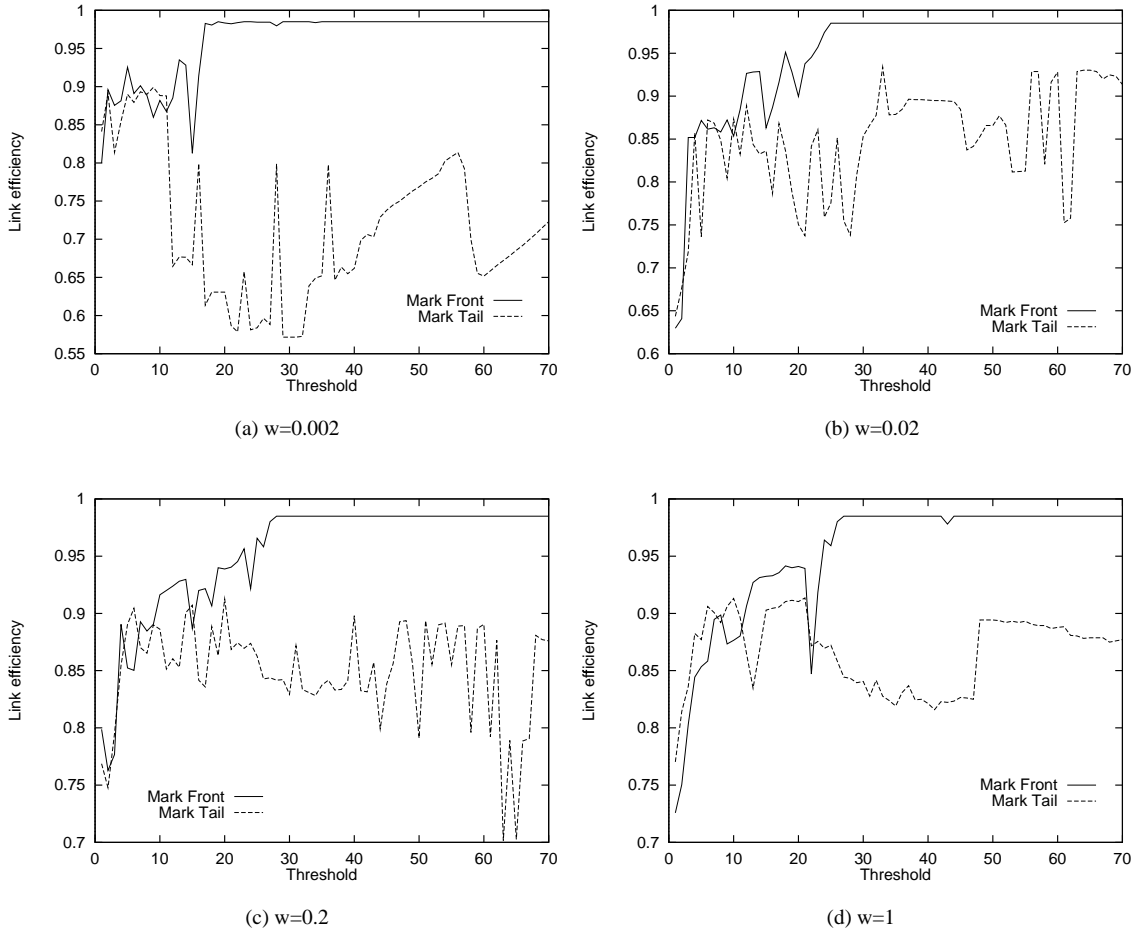 1
0.95
0.9
0.85
0.8
0.75
0.7
0.65
0.6
0.55
0 10 20 30 40 50 60 70
Link efficiency
Threshold
Mark Front
Mark Tail
(a) w=0.002
1
0.95
0.9
0.85
0.8
0.75
0.7
0.65
0.6
0 10 20 30 40 50 60 70
Link efficiency
Threshold
Mark Front
Mark Tail
(b) w=0.02
1
0.95
0.9
0.85
0.8
0.75
0.7
0 10 20 30 40 50 60 70
Link efficiency
Threshold
Mark Front
Mark Tail
(c) w=0.2
1
0.95
0.9
0.85
0.8
0.75
0.7
0 10 20 30 40 50 60 70
Link efficiency
Threshold
Mark Front
Mark Tail
(d) w=1